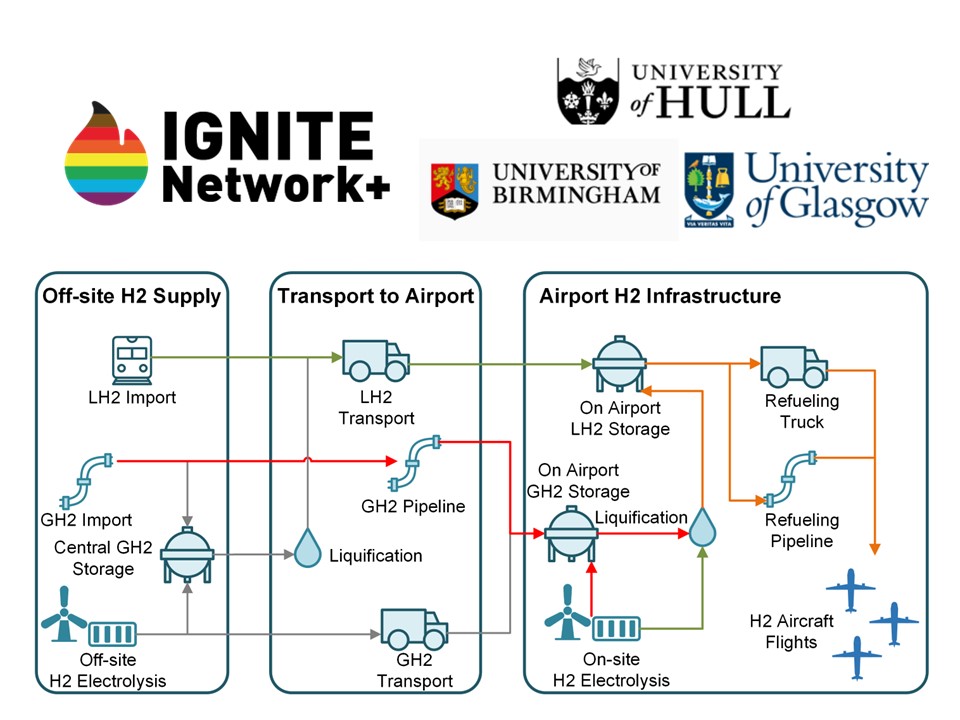 IGNITE
Network+
UNIVERSITY
of HULL
UNIVERSITY OF
BIRMINGHAM
University
of Glasgow
VIA VERITAS VITA
Off-site H2 Supply
Transport to Airport
Airport H2 Infrastructure
LH2 Import
LH2
Transport
On Airport
LH2 Storage
Refueling
Truck
GH2 Import
GH2 Pipeline
On Airport
GH2 Storage
Liquification
Refueling
Pipeline
Central GH2
Storage
Liquification
Off-site
H2 Electrolysis
GH2
Transport
On-site
H2 Electrolysis
H2 Aircraft
Flights